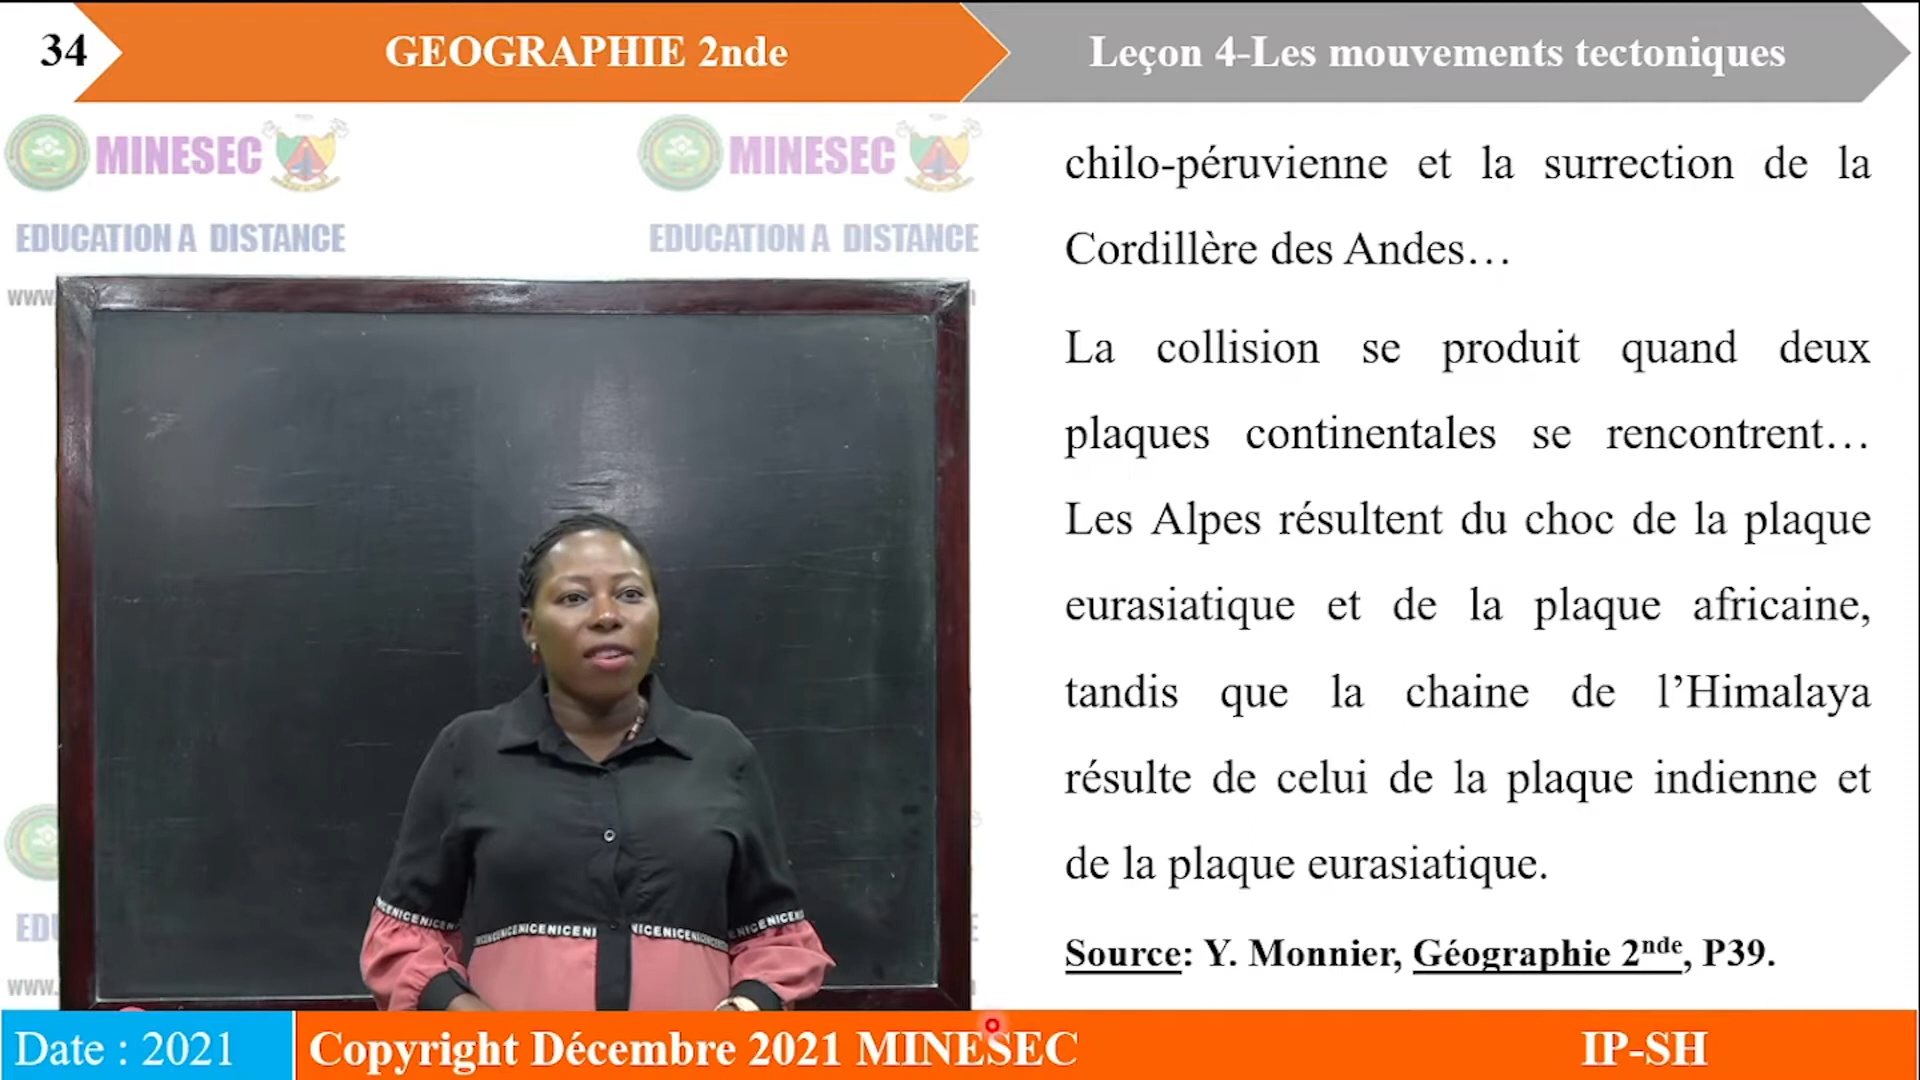 34
GEOGRAPHIE 2nde
Leçon 4-Les mouvements tectoniques
MINESEC
MINESEC
EDUCATION A DISTANCE
EDUCATION A DISTANCE
www.
chilo-péruvienne et la surrection de la
Cordillère des Andes…
La collision se produit quand deux
plaques continentales se rencontrent…
Les Alpes résultent du choc de la plaque
eurasiatique et de la plaque africaine,
tandis que la chaine de l’Himalaya
résulte de celui de la plaque indienne et
de la plaque eurasiatique.
Source: Y. Monnier, Géographie 2nde, P39.
EDU
www.
Date : 2021
Copyright Décembre 2021 MINESEC
IP-SH